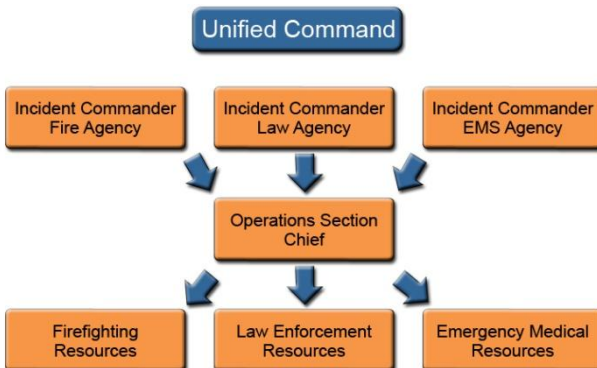 Unified Command
Incident Commander
Fire Agency
Incident Commander
Law Agency
Incident Commander
EMS Agency
Operations Section
Chief
Firefighting
Resources
Law Enforcement
Resources
Emergency Medical
Resources